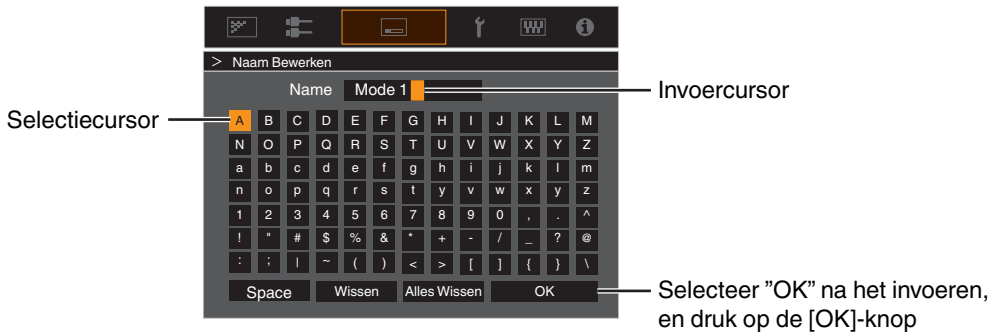 > Naam Bewerken
Name Mode 1
Invoercursor
Selectiecursor
A B C D E F G H I J K L M
N O P Q R S T U V W X Y Z
a b c d e f g h i j k l m
n o p q r s t y v w x y z
1 2 3 4 5 6 7 8 9 0 , . ^
! " # $ % & * + - / _ ? @
: ; | ~ ( ) < > [ ] { } \
Space Wissen Alles Wissen OK
Selecteer ”OK” na het invoeren,
en druk op de [OK]-knop